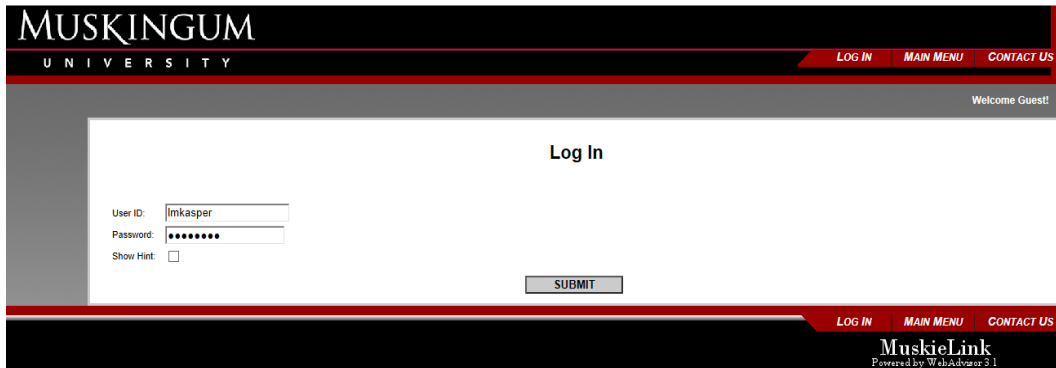 MUSKINGUM
UNIVERSITY
LOG IN MAIN MENU CONTACT US
Welcome Guest!
Log In
User ID: lmkasper
Password: ••••••••
Show Hint:
SUBMIT
LOG IN MAIN MENU CONTACT US
MuskieLink
Powered by WebAdvisor 3.1